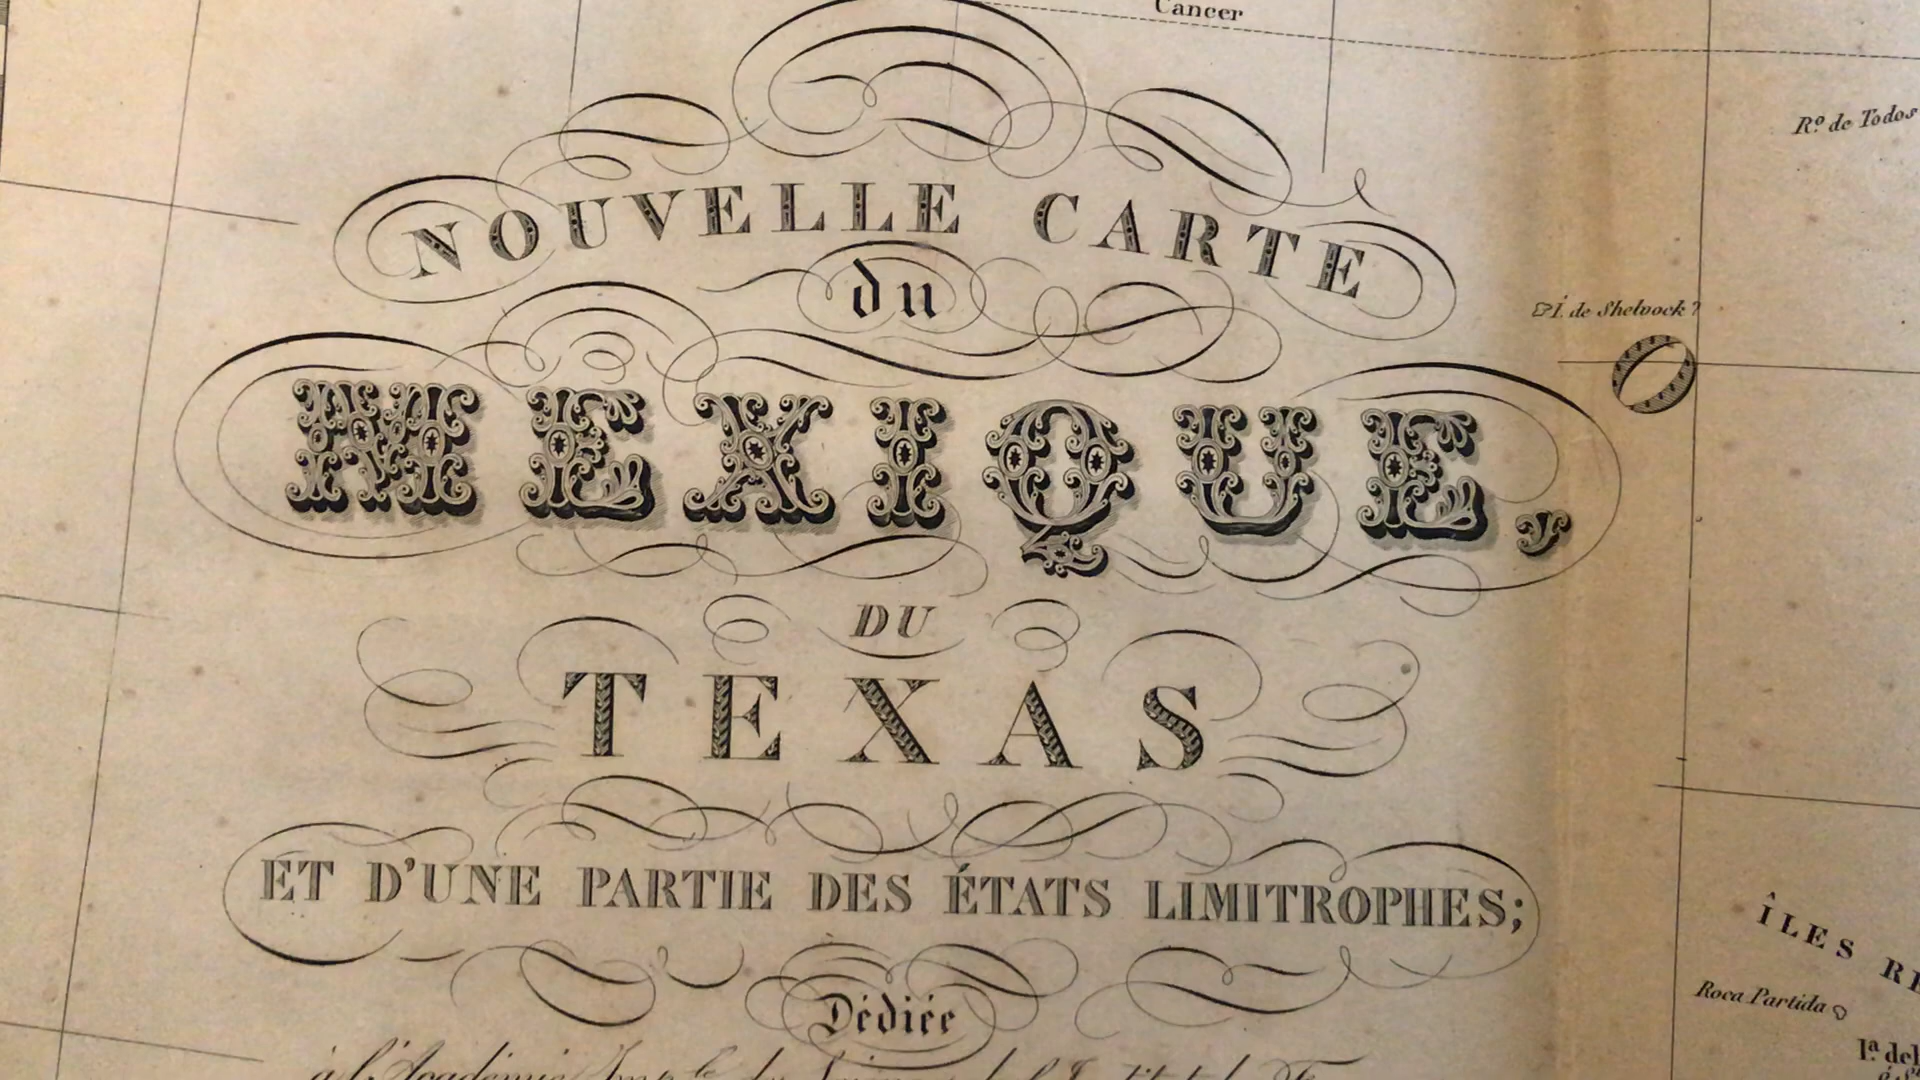 Cancer
Rº de Todos
NOUVELLE CARTE
du
I. de Shelvock?
MEXIQUE,
DU
TEXAS
ET D'UNE PARTIE DES ÉTATS LIMITROPHES;
ÎLES
Roca Partida
Dédiée
à l'Académie